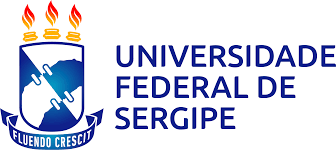 UNIVERSIDADE
FEDERAL DE
SERGIPE
FLUENDO CRESCIT